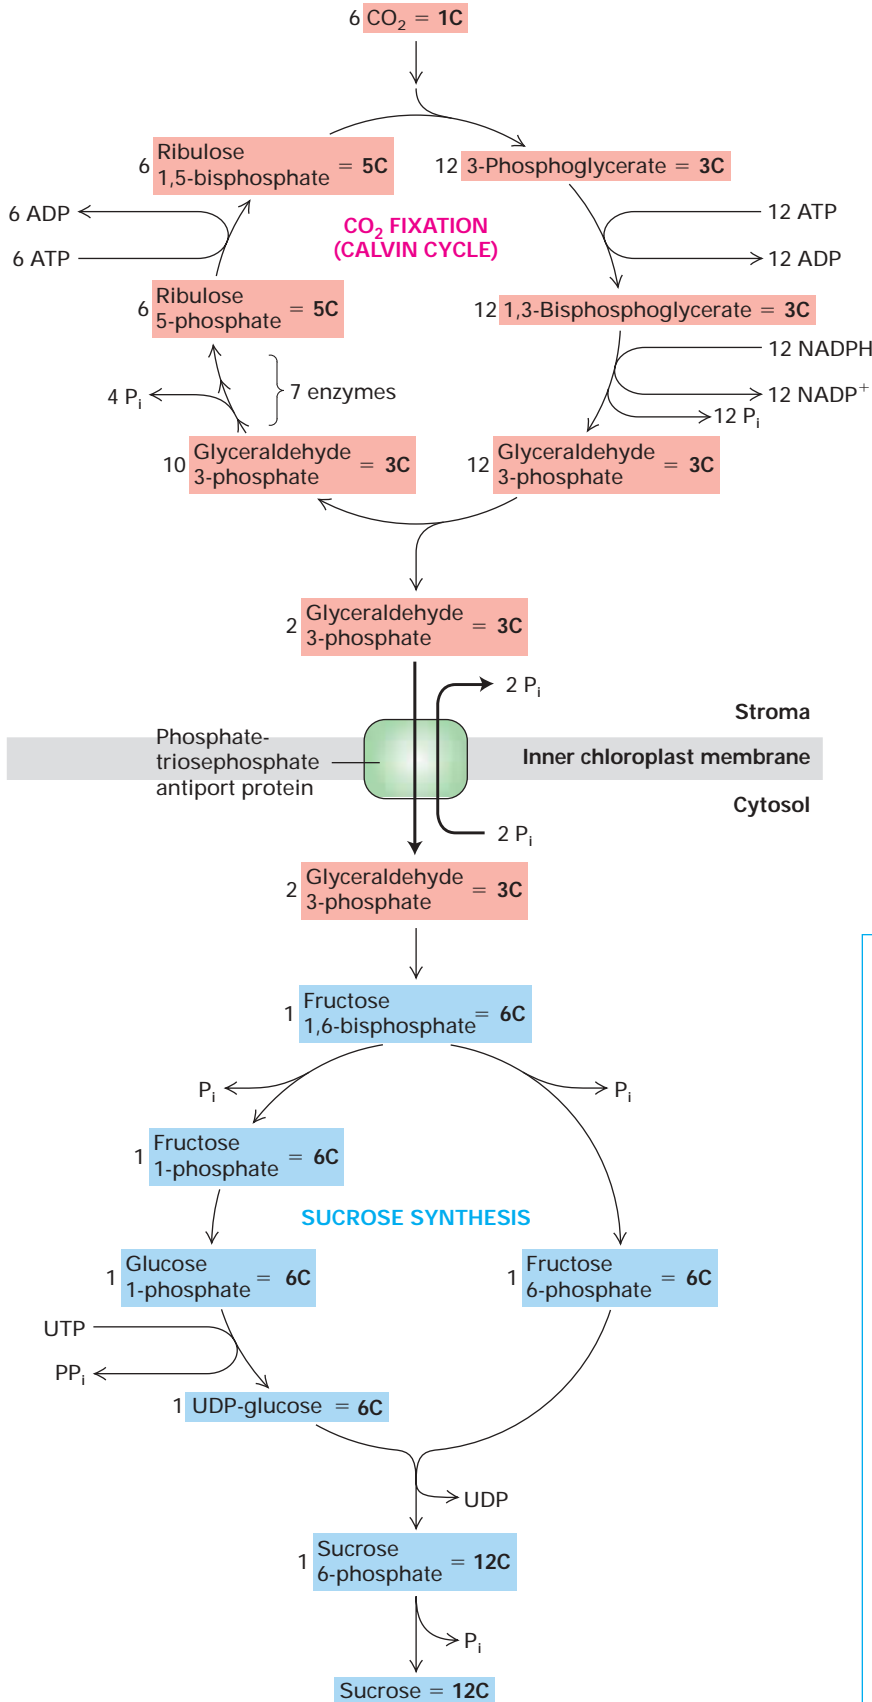 6 CO₂ = 1C
6 Ribulose
1,5-bisphosphate = 5C
12 3-Phosphoglycerate = 3C
6 ADP
6 ATP
CO₂ FIXATION
(CALVIN CYCLE)
12 ATP
12 ADP
6 Ribulose
5-phosphate = 5C
12 1,3-Bisphosphoglycerate = 3C
12 NADPH
12 NADP⁺
12 Pᵢ
4 Pᵢ
7 enzymes
10 Glyceraldehyde
3-phosphate = 3C
12 Glyceraldehyde
3-phosphate = 3C
2 Glyceraldehyde
3-phosphate = 3C
2 Pᵢ
Stroma
Phosphate-
triosephosphate
antiport protein
Inner chloroplast membrane
Cytosol
2 Pᵢ
2 Glyceraldehyde
3-phosphate = 3C
1 Fructose
1,6-bisphosphate = 6C
Pᵢ
Pᵢ
1 Fructose
1-phosphate = 6C
SUCROSE SYNTHESIS
1 Glucose
1-phosphate = 6C
1 Fructose
6-phosphate = 6C
UTP
PPᵢ
1 UDP-glucose = 6C
UDP
1 Sucrose
6-phosphate = 12C
Pᵢ
Sucrose = 12C